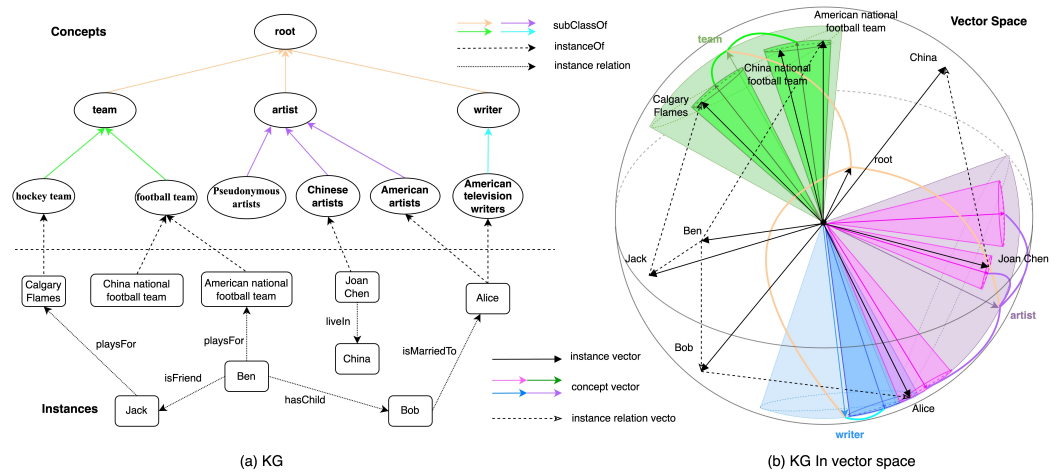 Concepts
root
subClassOf
instanceOf
instance relation
team
artist
writer
hockey team
football team
Pseudonymous
artists
Chinese
artists
American
artists
American
television
writers
Calgary
Flames
China national
football team
American national
football team
Joan
Chen
Alice
liveIn
China
playsFor
playsFor
isMarriedTo
isFriend
Ben
hasChild
Instances
Jack
Bob
instance vector
concept vector
instance relation vecto
(a) KG
American national
football team
Vector Space
team
China national
football team
China
Calgary
Flames
root
Ben
Jack
Joan Chen
artist
Bob
Alice
writer
(b) KG In vector space